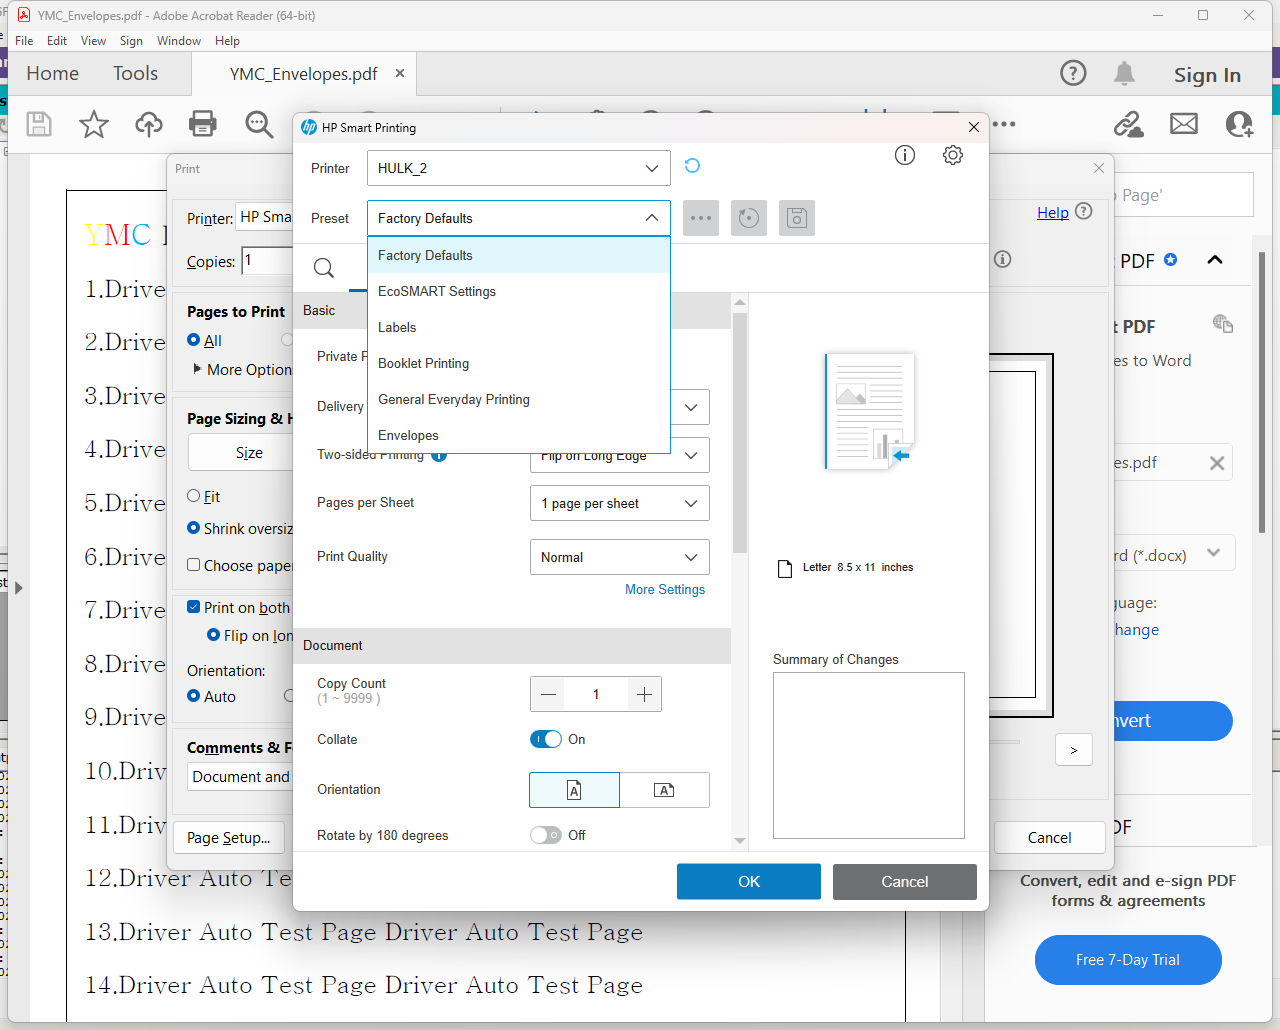 YMC_Envelopes.pdf - Adobe Acrobat Reader (64-bit)
File Edit View Sign Window Help
Home Tools YMC_Envelopes.pdf × Sign In
HP Smart Printing
Print
Printer HULK_2
Preset Factory Defaults
Factory Defaults
EcoSMART Settings
Labels
Booklet Printing
General Everyday Printing
Envelopes
Basic
Private P
Delivery
Two-sided Printing Flip on Long Edge
Pages per Sheet 1 page per sheet
Print Quality Normal
More Settings
Document
Copy Count 1
(1 ~ 9999 )
Collate On
Orientation
Rotate by 180 degrees Off
Letter 8.5 x 11 inches
Summary of Changes
OK Cancel
Printer: HP Sma
Help
Copies: 1
Pages to Print
All
More Option
Page Sizing & H
Size
Fit
Shrink oversiz
Choose paper
Print on both
Flip on lon
Orientation:
Auto
Comments & F
Document and
Page Setup...
>
Cancel
YMC
1.Drive
2.Drive
3.Drive
4.Drive
5.Drive
6.Drive
7.Drive
8.Drive
9.Drive
10.D
11.Driv
12.Driver Auto Te
13.Driver Auto Test Page Driver Auto Test Page
14.Driver Auto Test Page Driver Auto Test Page
o Page'
PDF
t PDF
es to Word
es.pdf
rd (*.docx)
guage:
hange
nvert
DF
Convert, edit and e-sign PDF
forms & agreements
Free 7-Day Trial